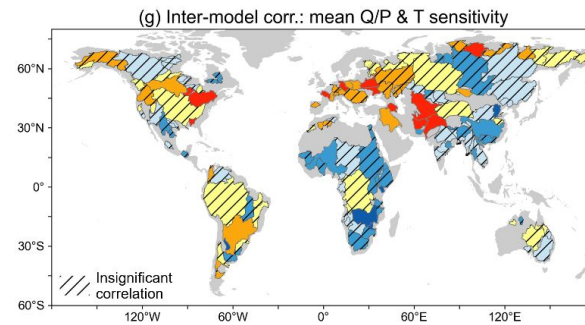 (g) Inter-model corr.: mean Q/P & T sensitivity
60°N
30°N
0°
30°S
60°S
Insignificant
correlation
120°W
60°W
0°
60°E
120°E